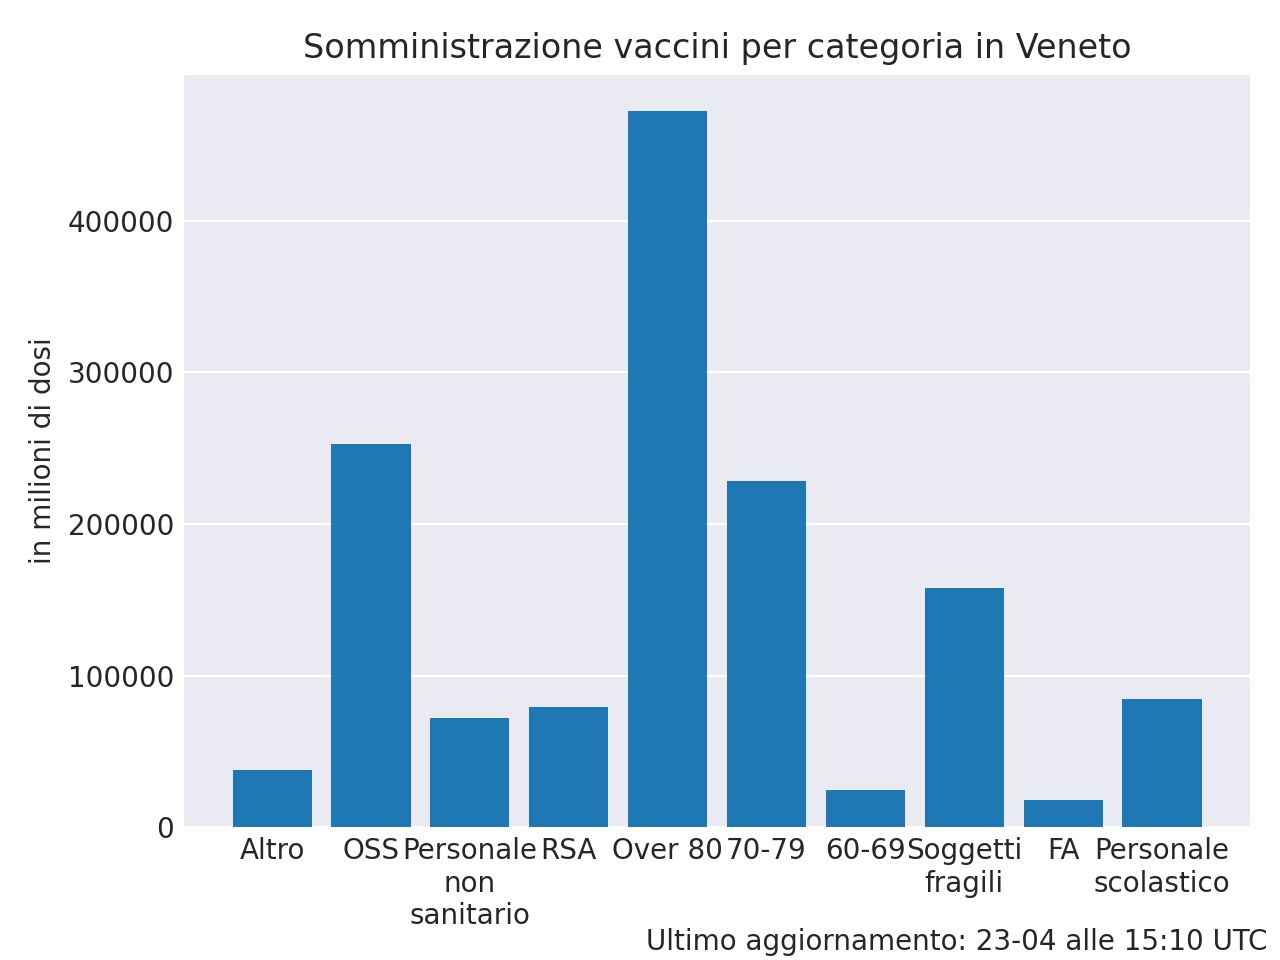 Somministrazione vaccini per categoria in Veneto
in milioni di dosi
400000
300000
200000
100000
0
Altro
OSS
Personale
non
sanitario
RSA
Over 80
70-79
60-69
Soggetti
fragili
FA
Personale
scolastico
Ultimo aggiornamento: 23-04 alle 15:10 UTC